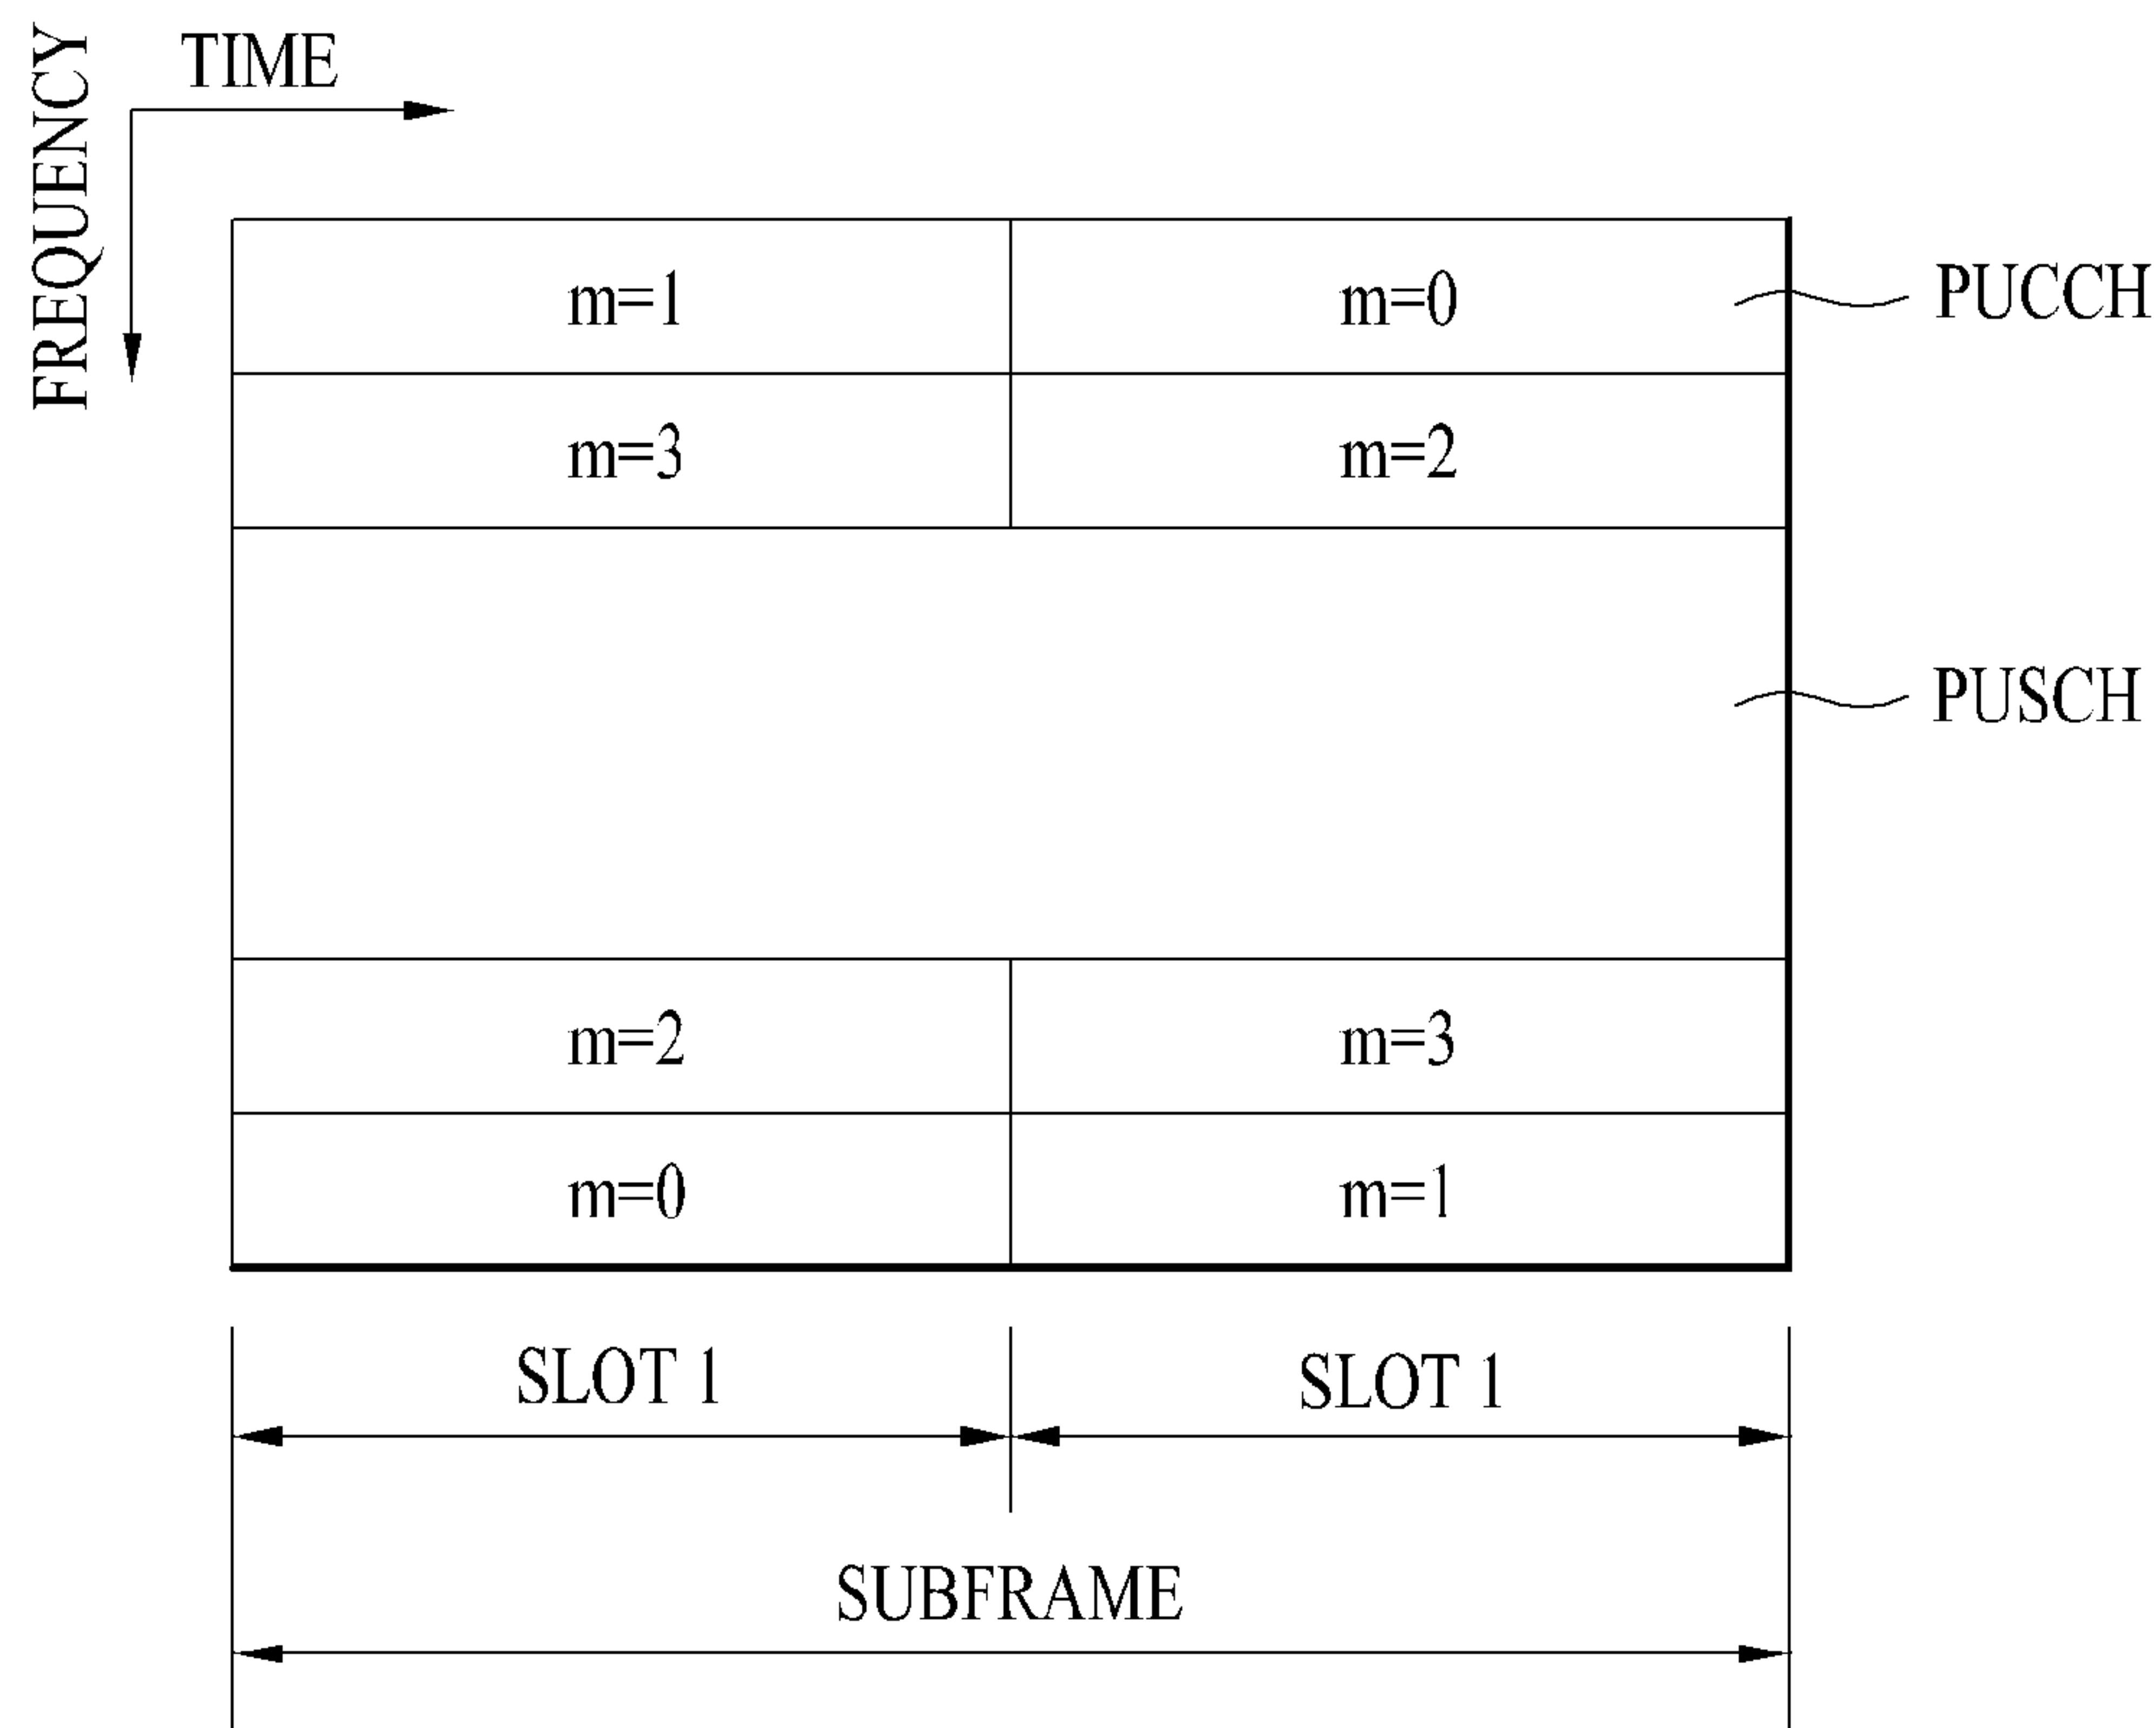 FREQUENCY
TIME
m=1 m=0 PUCCH
m=3 m=2
PUSCH
m=2 m=3
m=0 m=1
SLOT 1 SLOT 1
SUBFRAME